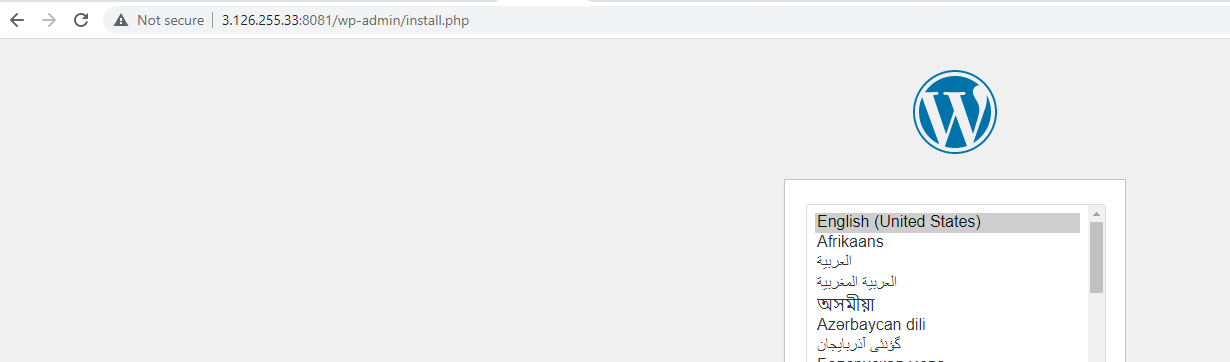 Not secure | 3.126.255.33:8081/wp-admin/install.php
English (United States)
Afrikaans
العربية
العربية المغربية
অসমীয়া
Azərbaycan dili
گؤنئی آذربایجان